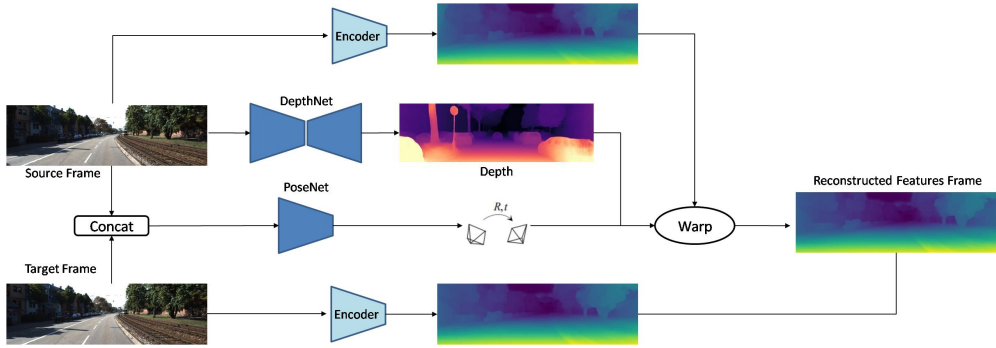 Encoder
DepthNet
Source Frame
Depth
Reconstructed Features Frame
PoseNet
R,t
Concat
Warp
Target Frame
Encoder